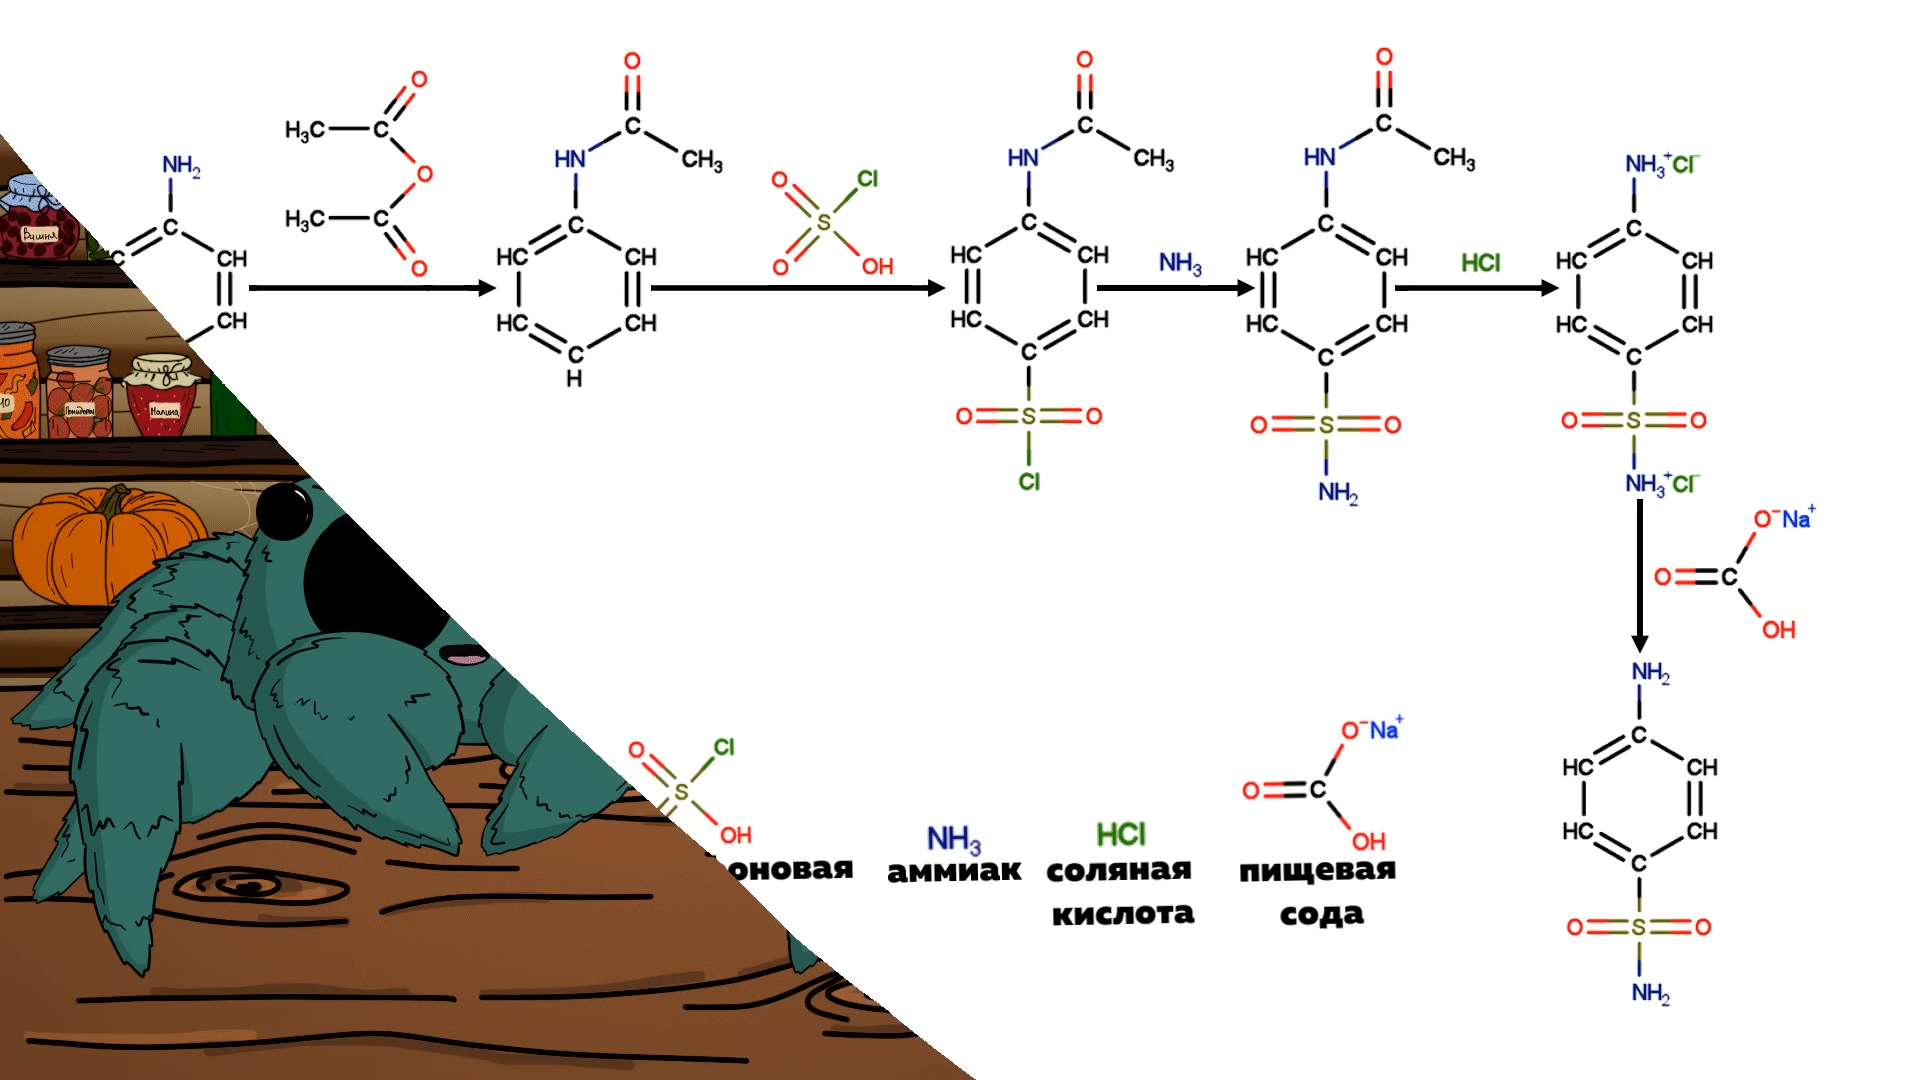 O
H₃C C
O
H₃C C
O
NH₂
C
C CH
CH
O
C
HN CH₃
C
HC CH
HC CH
C
H
O Cl
S
O OH
O
C
HN CH₃
C
HC CH
HC CH
C
O S O
Cl
NH₃
O
C
HN CH₃
C
HC CH
HC CH
C
O S O
NH₂
HCl
NH₃⁺Cl⁻
C
HC CH
HC CH
C
O S O
NH₃⁺Cl⁻
O⁻Na⁺
O C
OH
NH₂
C
HC CH
HC CH
C
O S O
NH₂
Вишня
Помидоры
Малина
O Cl
S
OH
оновая
NH₃
аммиак
HCl
соляная
кислота
O⁻Na⁺
O C
OH
пищевая
сода